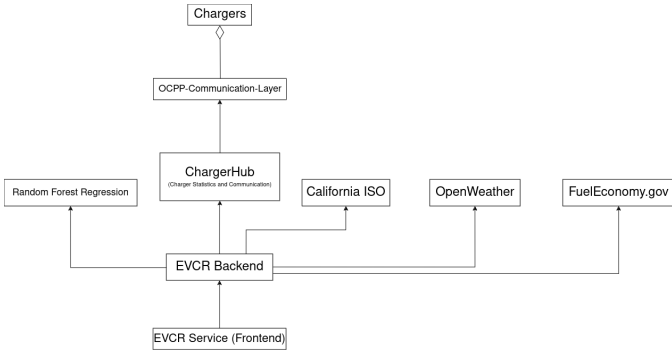 Chargers
OCPP-Communication-Layer
ChargerHub
(Charger Statistics and Communication)
Random Forest Regression
California ISO
OpenWeather
FuelEconomy.gov
EVCR Backend
EVCR Service (Frontend)